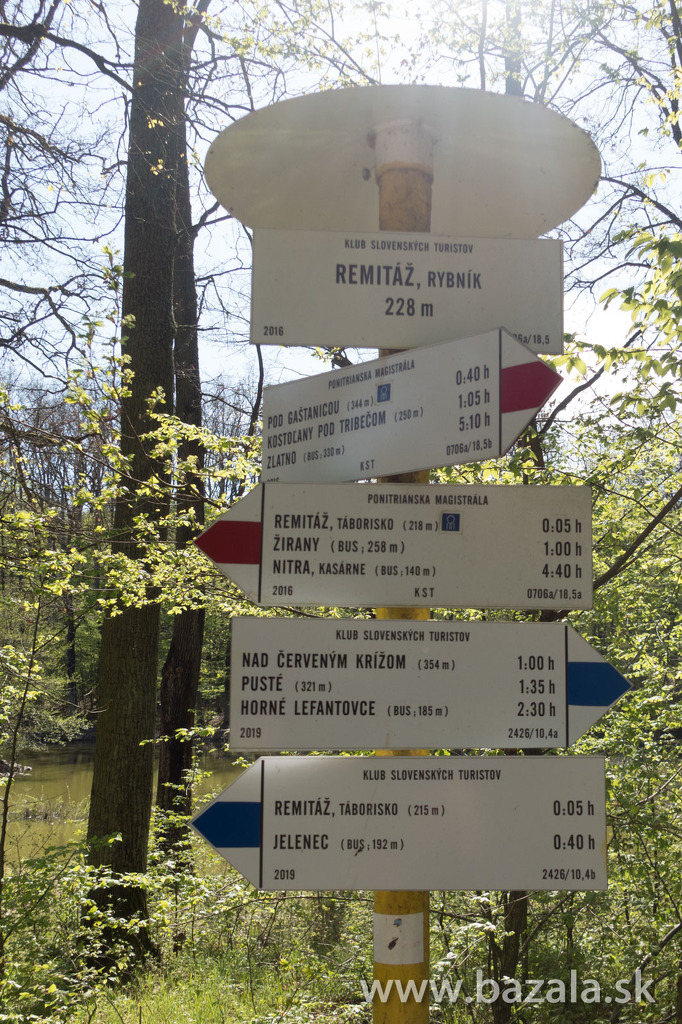 KLUB SLOVENSKÝCH TURISTOV
REMITÁŽ, RYBNÍK
228 m
2016 06a/18,5
PONITRIANSKA MAGISTRÁLA
POD GAŠTANICOU (344 m) 0:40 h
KOSTOĽANY POD TRIBEČOM (250 m) 1:05 h
ZLATNO (BUS; 330 m) 5:10 h
KST 0706a/18,5b
PONITRIANSKA MAGISTRÁLA
REMITÁŽ, TÁBORISKO (218 m) 0:05 h
ŽIRANY (BUS; 258 m) 1:00 h
NITRA, KASÁRNE (BUS; 140 m) 4:40 h
2016 KST 0706a/18,5a
KLUB SLOVENSKÝCH TURISTOV
NAD ČERVENÝM KRÍŽOM (354 m) 1:00 h
PUSTÉ (321 m) 1:35 h
HORNÉ LEFANTOVCE (BUS; 185 m) 2:30 h
2019 2426/10,4a
KLUB SLOVENSKÝCH TURISTOV
REMITÁŽ, TÁBORISKO (215 m) 0:05 h
JELENEC (BUS; 192 m) 0:40 h
2019 2426/10,4b
www.bazala.sk